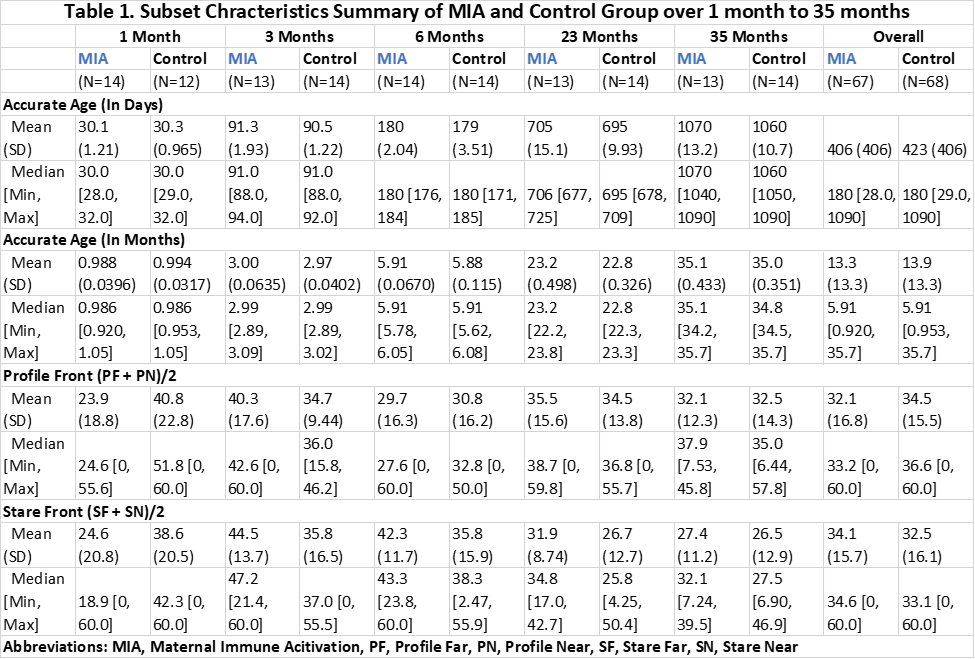 Table 1. Subset Chracteristics Summary of MIA and Control Group over 1 month to 35 months
1 Month 3 Months 6 Months 23 Months 35 Months Overall
MIA Control MIA Control MIA Control MIA Control MIA Control MIA Control
(N=14) (N=12) (N=13) (N=14) (N=14) (N=14) (N=13) (N=14) (N=13) (N=14) (N=67) (N=68)
Accurate Age (In Days)
Mean 30.1 30.3 91.3 90.5 180 179 705 695 1070 1060
(SD) (1.21) (0.965) (1.93) (1.22) (2.04) (3.51) (15.1) (9.93) (13.2) (10.7) 406 (406) 423 (406)
Median 30.0 30.0 91.0 91.0 1070 1060
[Min, [28.0, [29.0, [88.0, [88.0, 180 [176, 180 [171, 706 [677, 695 [678, [1040, [1050, 180 [28.0, 180 [29.0,
Max] 32.0] 32.0] 94.0] 92.0] 184] 185] 725] 709] 1090] 1090] 1090] 1090]
Accurate Age (In Months)
Mean 0.988 0.994 3.00 2.97 5.91 5.88 23.2 22.8 35.1 35.0 13.3 13.9
(SD) (0.0396) (0.0317) (0.0635) (0.0402) (0.0670) (0.115) (0.498) (0.326) (0.433) (0.351) (13.3) (13.3)
Median 0.986 0.986 2.99 2.99 5.91 5.91 23.2 22.8 35.1 34.8 5.91 5.91
[Min, [0.920, [0.953, [2.89, [2.89, [5.78, [5.62, [22.2, [22.3, [34.2, [34.5, [0.920, [0.953,
Max] 1.05] 1.05] 3.09] 3.02] 6.05] 6.08] 23.8] 23.3] 35.7] 35.7] 35.7] 35.7]
Profile Front (PF + PN)/2
Mean 23.9 40.8 40.3 34.7 29.7 30.8 35.5 34.5 32.1 32.5 32.1 34.5
(SD) (18.8) (22.8) (17.6) (9.44) (16.3) (16.2) (15.6) (13.8) (12.3) (14.3) (16.8) (15.5)
Median 36.0 37.9 35.0
[Min, 24.6 [0, 51.8 [0, 42.6 [0, [15.8, 27.6 [0, 32.8 [0, 38.7 [0, 36.8 [0, [7.53, [6.44, 33.2 [0, 36.6 [0,
Max] 55.6] 60.0] 60.0] 46.2] 60.0] 50.0] 59.8] 55.7] 45.8] 57.8] 60.0] 60.0]
Stare Front (SF + SN)/2
Mean 24.6 38.6 44.5 35.8 42.3 35.8 31.9 26.7 27.4 26.5 34.1 32.5
(SD) (20.8) (20.5) (13.7) (16.5) (11.7) (15.9) (8.74) (12.7) (11.2) (12.9) (15.7) (16.1)
Median 47.2 43.3 38.3 34.8 25.8 32.1 27.5
[Min, 18.9 [0, 42.3 [0, [21.4, 37.0 [0, [23.8, [2.47, [17.0, [4.25, [7.24, [6.90, 34.6 [0, 33.1 [0,
Max] 60.0] 60.0] 60.0] 55.5] 60.0] 55.9] 42.7] 50.4] 39.5] 46.9] 60.0] 60.0]
Abbreviations: MIA, Maternal Immune Acitivation, PF, Profile Far, PN, Profile Near, SF, Stare Far, SN, Stare Near